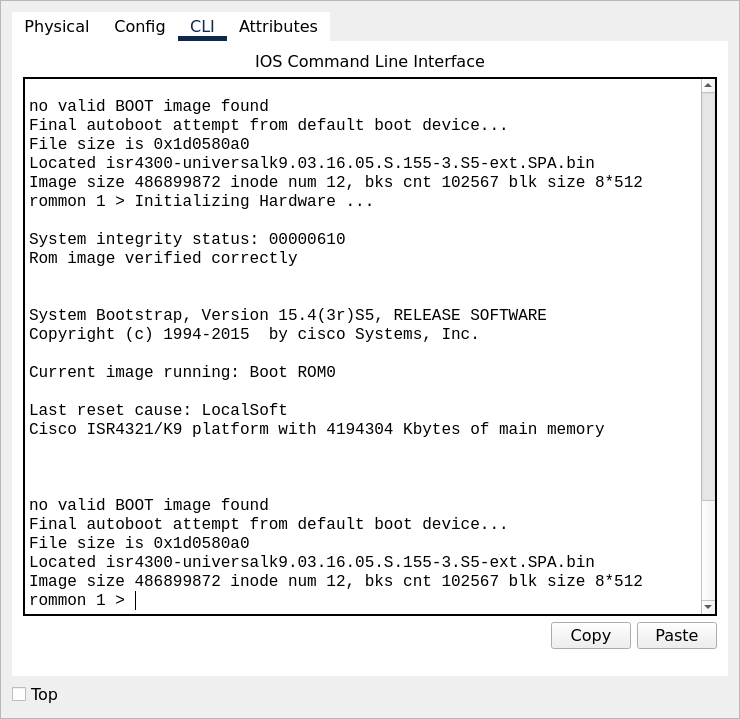 Physical Config CLI Attributes
IOS Command Line Interface
no valid BOOT image found
Final autoboot attempt from default boot device...
File size is 0x1d0580a0
Located isr4300-universalk9.03.16.05.S.155-3.S5-ext.SPA.bin
Image size 486899872 inode num 12, bks cnt 102567 blk size 8*512
rommon 1 > Initializing Hardware ...
System integrity status: 00000610
Rom image verified correctly
System Bootstrap, Version 15.4(3r)S5, RELEASE SOFTWARE
Copyright (c) 1994-2015  by cisco Systems, Inc.
Current image running: Boot ROM0
Last reset cause: LocalSoft
Cisco ISR4321/K9 platform with 4194304 Kbytes of main memory
no valid BOOT image found
Final autoboot attempt from default boot device...
File size is 0x1d0580a0
Located isr4300-universalk9.03.16.05.S.155-3.S5-ext.SPA.bin
Image size 486899872 inode num 12, bks cnt 102567 blk size 8*512
rommon 1 >
Copy Paste
Top